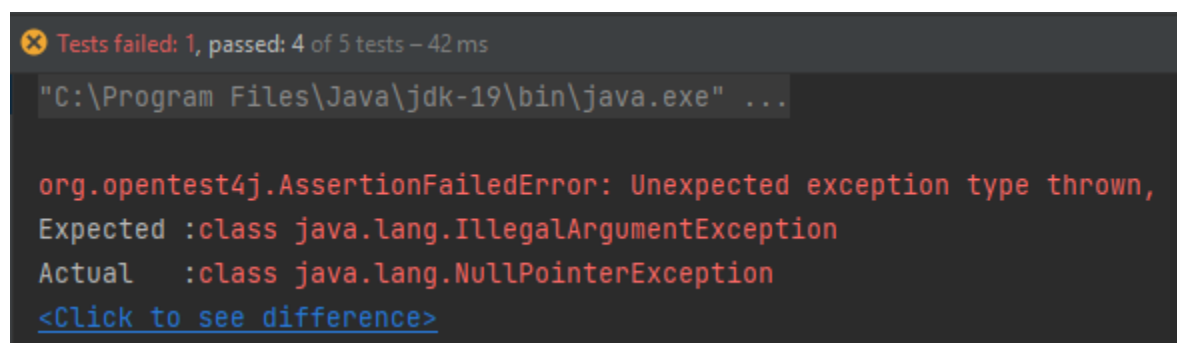 Tests failed: 1, passed: 4 of 5 tests – 42 ms
"C:\Program Files\Java\jdk-19\bin\java.exe" ...
org.opentest4j.AssertionFailedError: Unexpected exception type thrown,
Expected :class java.lang.IllegalArgumentException
Actual   :class java.lang.NullPointerException
<Click to see difference>